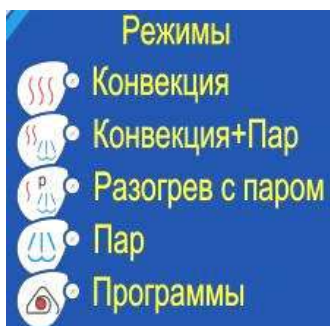 Режимы
Конвекция
Конвекция+Пар
р
Разогрев с паром
Пар
Программы